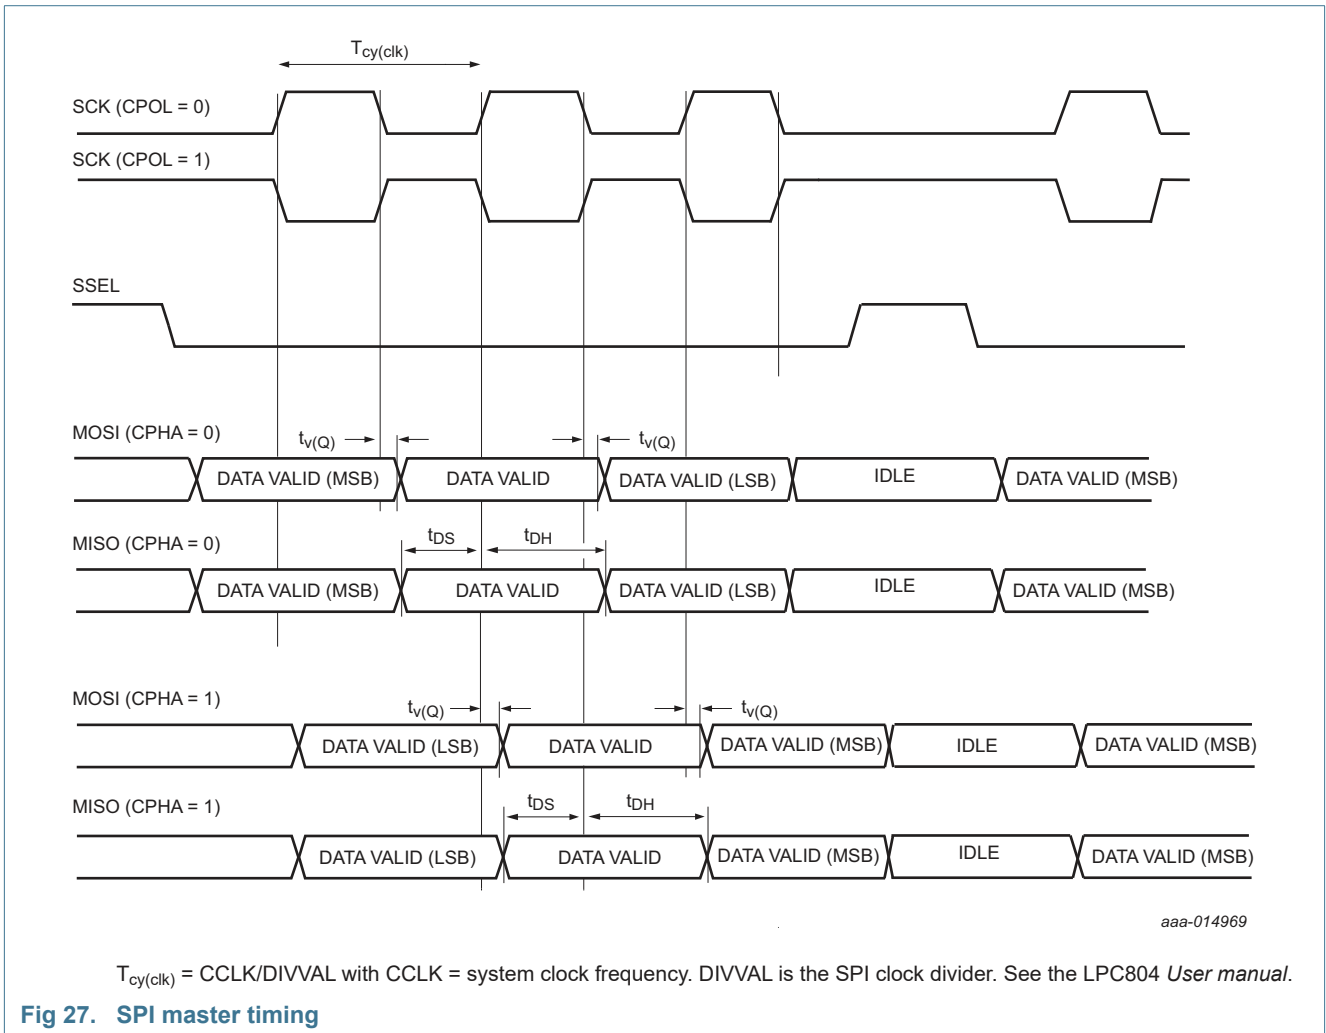 Tcy(clk)
SCK (CPOL = 0)
SCK (CPOL = 1)
SSEL
MOSI (CPHA = 0)
tv(Q) tv(Q)
DATA VALID (MSB) DATA VALID DATA VALID (LSB) IDLE DATA VALID (MSB)
MISO (CPHA = 0)
tDS tDH
DATA VALID (MSB) DATA VALID DATA VALID (LSB) IDLE DATA VALID (MSB)
MOSI (CPHA = 1)
tv(Q) tv(Q)
DATA VALID (LSB) DATA VALID DATA VALID (MSB) IDLE DATA VALID (MSB)
MISO (CPHA = 1)
tDS tDH
DATA VALID (LSB) DATA VALID DATA VALID (MSB) IDLE DATA VALID (MSB)
aaa-014969
Tcy(clk) = CCLK/DIVVAL with CCLK = system clock frequency. DIVVAL is the SPI clock divider. See the LPC804 User manual.
Fig 27. SPI master timing